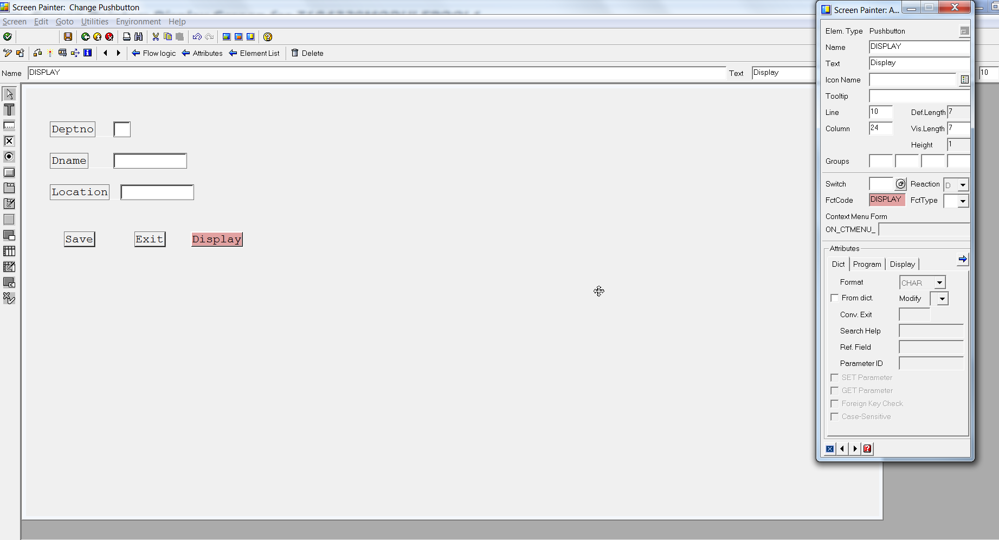 Screen Painter: Change Pushbutton
Screen Edit Goto Utilities Environment Help
Flow logic Attributes Element List Delete
Name DISPLAY Text Display 10
Deptno
Dname
Location
Save Exit Display
Screen Painter: A...
Elem. Type Pushbutton
Name DISPLAY
Text Display
Icon Name
Tooltip
Line 10 Def.Length 7
Column 24 Vis.Length 7
Height 1
Groups
Switch Reaction D
FctCode DISPLAY FctType
Context Menu Form
ON_CTMENU_
Attributes
Dict Program Display
Format CHAR
From dict. Modify
Conv. Exit
Search Help
Ref. Field
Parameter ID
SET Parameter
GET Parameter
Foreign Key Check
Case-Sensitive